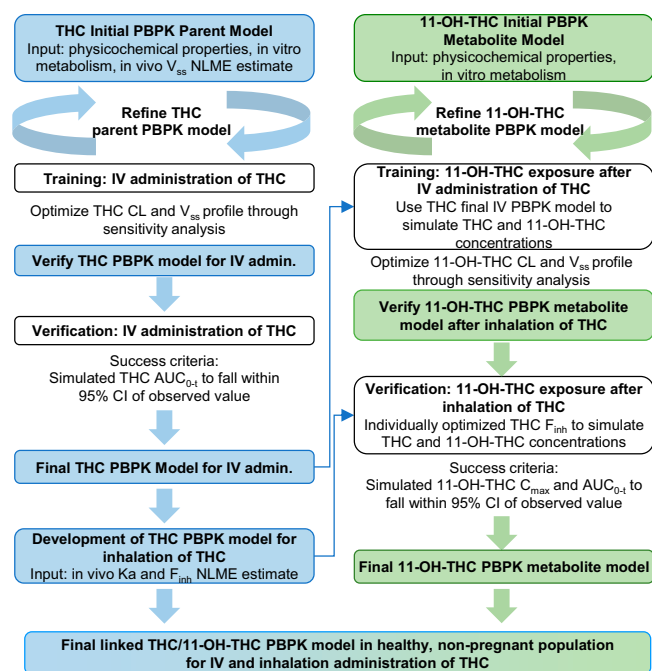 THC Initial PBPK Parent Model
Input: physicochemical properties, in vitro
metabolism, in vivo Vss NLME estimate
Refine THC
parent PBPK model
Training: IV administration of THC
Optimize THC CL and Vss profile through
sensitivity analysis
Verify THC PBPK model for IV admin.
Verification: IV administration of THC
Success criteria:
Simulated THC AUC0-t to fall within
95% CI of observed value
Final THC PBPK Model for IV admin.
Development of THC PBPK model for
inhalation of THC
Input: in vivo Ka and Finh NLME estimate
11-OH-THC Initial PBPK
Metabolite Model
Input: physicochemical properties,
in vitro metabolism
Refine 11-OH-THC
metabolite PBPK model
Training: 11-OH-THC exposure after
IV administration of THC
Use THC final IV PBPK model to
simulate THC and 11-OH-THC
concentrations
Optimize 11-OH-THC CL and Vss profile
through sensitivity analysis
Verify 11-OH-THC PBPK metabolite
model after inhalation of THC
Verification: 11-OH-THC exposure after
inhalation of THC
Individually optimized THC Finh to simulate
THC and 11-OH-THC concentrations
Success criteria:
Simulated 11-OH-THC Cmax and AUC0-t to
fall within 95% CI of observed value
Final 11-OH-THC PBPK metabolite model
Final linked THC/11-OH-THC PBPK model in healthy, non-pregnant population
for IV and inhalation administration of THC